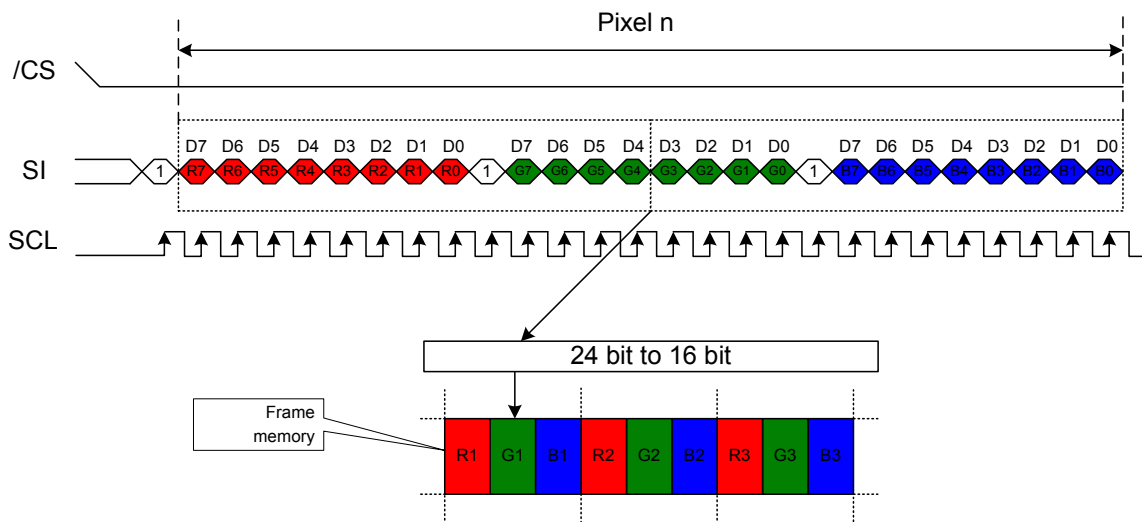 Pixel n
/CS
D7 D6 D5 D4 D3 D2 D1 D0 D7 D6 D5 D4 D3 D2 D1 D0 D7 D6 D5 D4 D3 D2 D1 D0
SI 1 R7 R6 R5 R4 R3 R2 R1 R0 1 G7 G6 G5 G4 G3 G2 G1 G0 1 B7 B6 B5 B4 B3 B2 B1 B0
SCL
24 bit to 16 bit
Frame
memory
R1 G1 B1 R2 G2 B2 R3 G3 B3